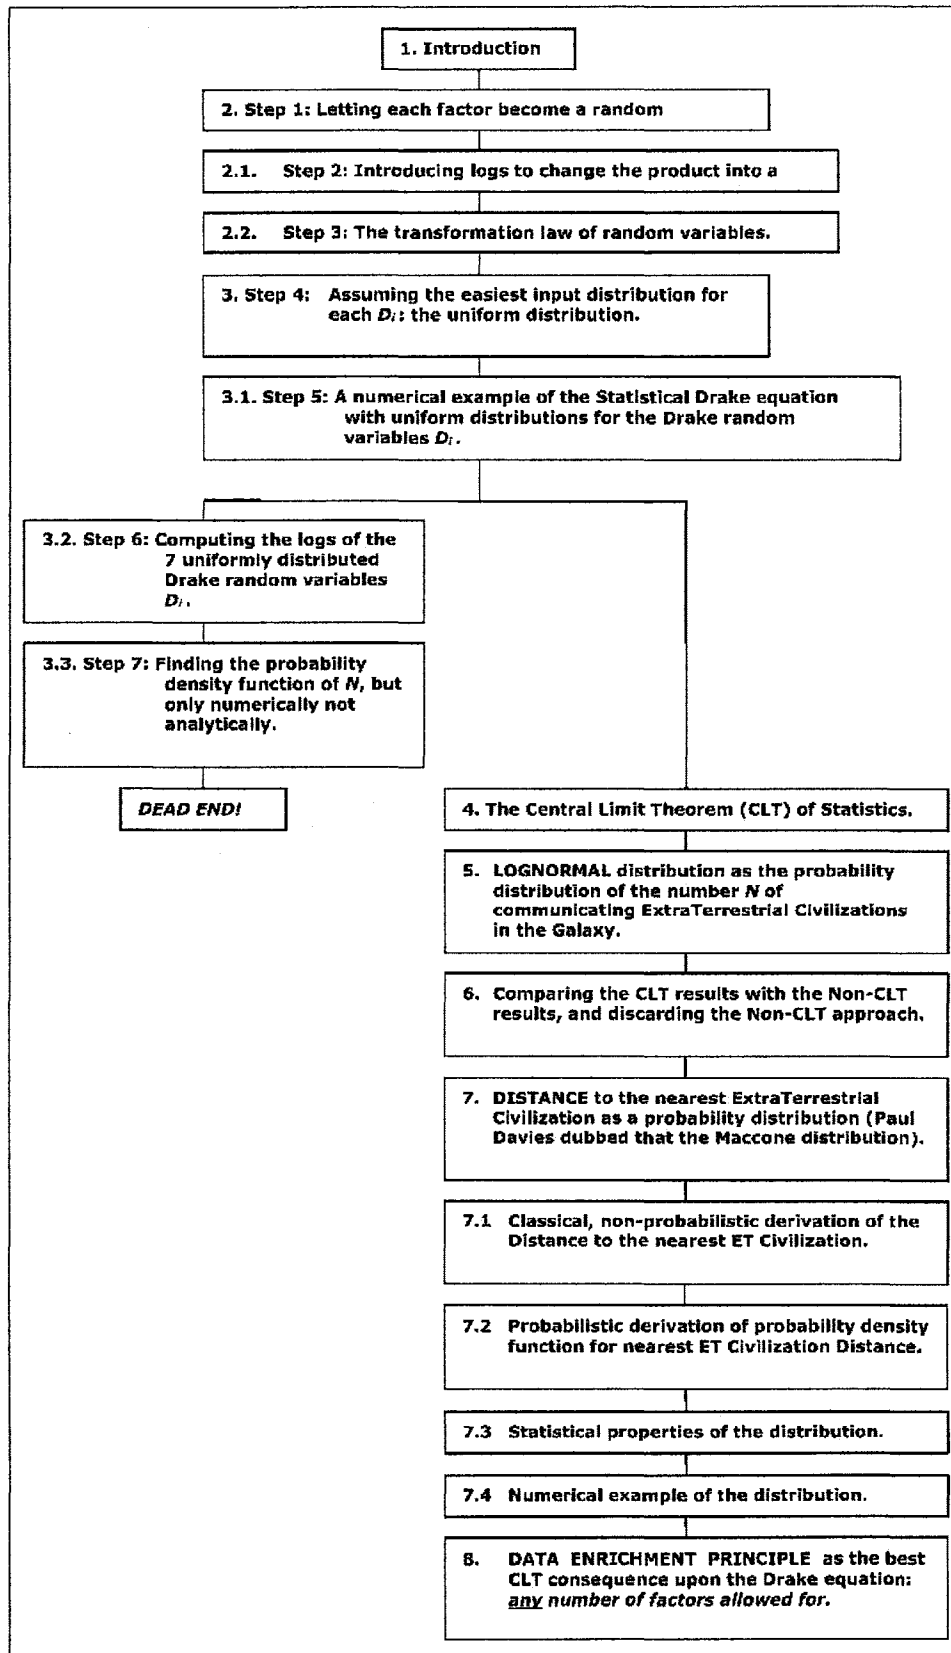 1. Introduction
2. Step 1: Letting each factor become a random
2.1. Step 2: Introducing logs to change the product into a
2.2. Step 3: The transformation law of random variables.
3. Step 4: Assuming the easiest input distribution for
each Di: the uniform distribution.
3.1. Step 5: A numerical example of the Statistical Drake equation
with uniform distributions for the Drake random
variables Di.
3.2. Step 6: Computing the logs of the
7 uniformly distributed
Drake random variables
Di.
3.3. Step 7: Finding the probability
density function of N, but
only numerically not
analytically.
DEAD END!
4. The Central Limit Theorem (CLT) of Statistics.
5. LOGNORMAL distribution as the probability
distribution of the number N of
communicating ExtraTerrestrial Civilizations
in the Galaxy.
6. Comparing the CLT results with the Non-CLT
results, and discarding the Non-CLT approach.
7. DISTANCE to the nearest ExtraTerrestrial
Civilization as a probability distribution (Paul
Davies dubbed that the Maccone distribution).
7.1 Classical, non-probabilistic derivation of the
Distance to the nearest ET Civilization.
7.2 Probabilistic derivation of probability density
function for nearest ET Civilization Distance.
7.3 Statistical properties of the distribution.
7.4 Numerical example of the distribution.
8. DATA ENRICHMENT PRINCIPLE as the best
CLT consequence upon the Drake equation:
any number of factors allowed for.